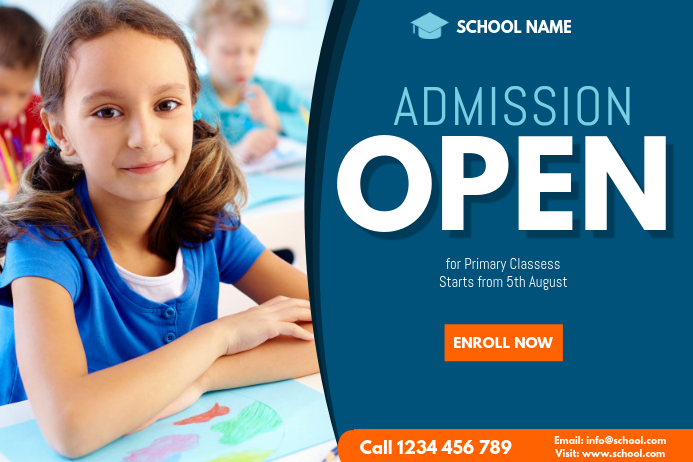 SCHOOL NAME
ADMISSION
OPEN
for Primary Classess
Starts from 5th August
ENROLL NOW
Call 1234 456 789
Email: info@school.com
Visit: www.school.com